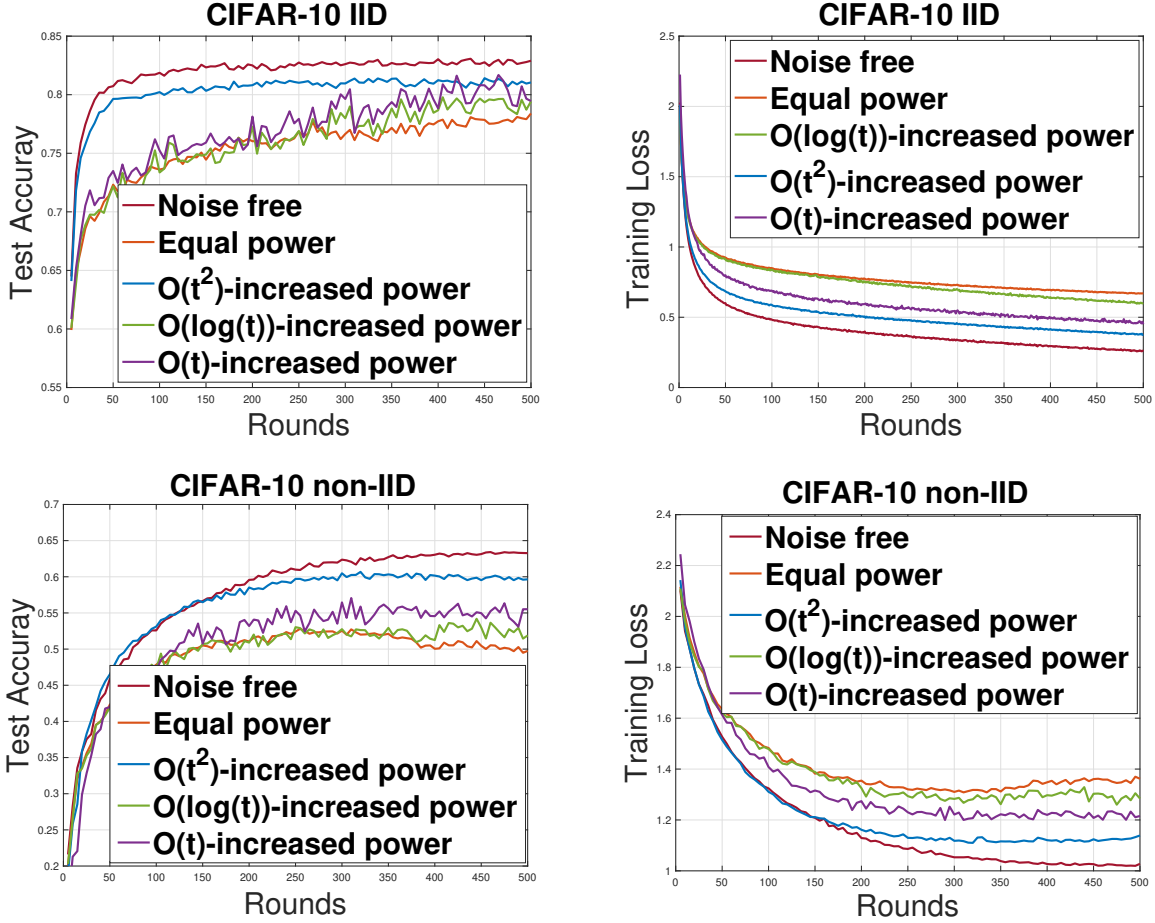 CIFAR-10 IID
Test Accuray
0.85
0.8
0.75
0.7
0.65
0.6
0.55
Noise free
Equal power
O(t²)-increased power
O(log(t))-increased power
O(t)-increased power
0 50 100 150 200 250 300 350 400 450 500
Rounds
CIFAR-10 IID
Training Loss
2.5
2
1.5
1
0.5
0
Noise free
Equal power
O(log(t))-increased power
O(t²)-increased power
O(t)-increased power
0 50 100 150 200 250 300 350 400 450 500
Rounds
CIFAR-10 non-IID
Test Accuray
0.7
0.65
0.6
0.55
0.5
0.45
0.4
0.35
0.3
0.25
0.2
Noise free
Equal power
O(t²)-increased power
O(log(t))-increased power
O(t)-increased power
0 50 100 150 200 250 300 350 400 450 500
Rounds
CIFAR-10 non-IID
Training Loss
2.4
2.2
2
1.8
1.6
1.4
1.2
1
Noise free
Equal power
O(t²)-increased power
O(log(t))-increased power
O(t)-increased power
0 50 100 150 200 250 300 350 400 450 500
Rounds